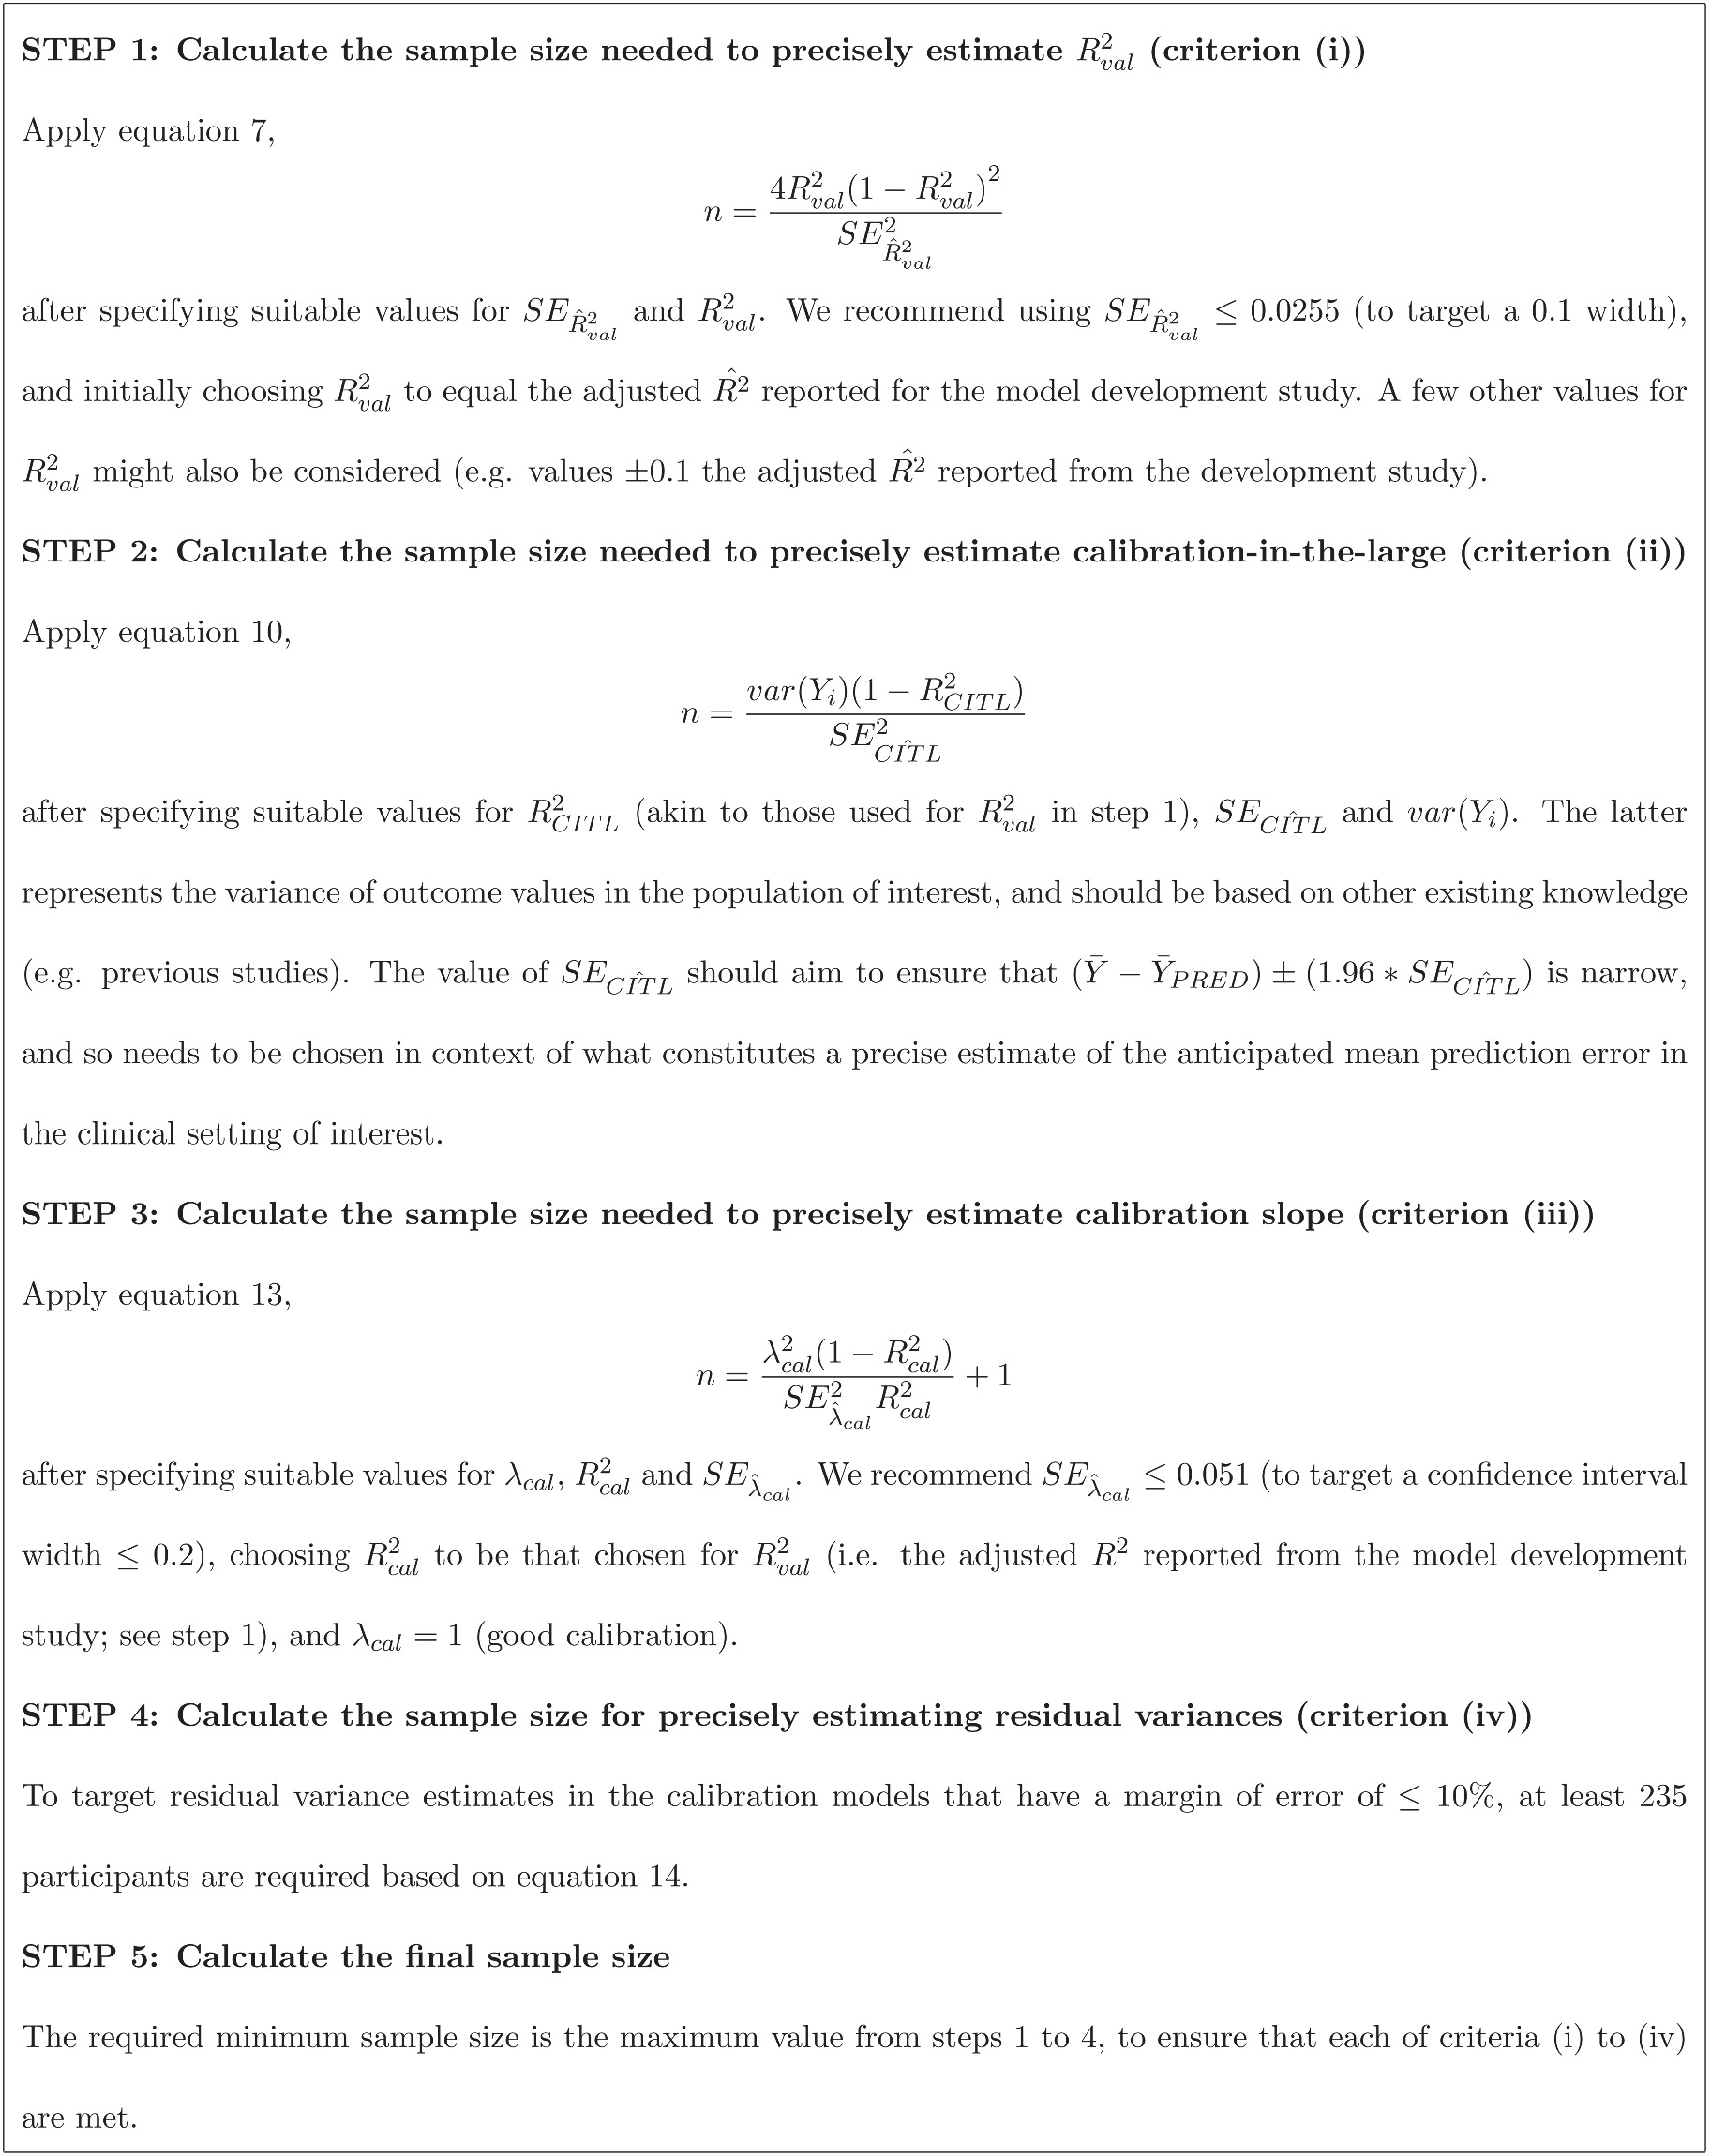 STEP 1: Calculate the sample size needed to precisely estimate $R^2_{val}$ (criterion (i))
Apply equation 7,
$n = \frac{4R^2_{val}(1 - R^2_{val})^2}{SE^2_{\hat{R}^2_{val}}}$
after specifying suitable values for $SE_{\hat{R}^2_{val}}$ and $R^2_{val}$. We recommend using $SE_{\hat{R}^2_{val}} \leq 0.0255$ (to target a 0.1 width),
and initially choosing $R^2_{val}$ to equal the adjusted $\hat{R^2}$ reported for the model development study. A few other values for
$R^2_{val}$ might also be considered (e.g. values ±0.1 the adjusted $\hat{R^2}$ reported from the development study).
STEP 2: Calculate the sample size needed to precisely estimate calibration-in-the-large (criterion (ii))
Apply equation 10,
$n = \frac{var(Y_i)(1 - R^2_{CITL})}{SE^2_{\hat{CITL}}}$
after specifying suitable values for $R^2_{CITL}$ (akin to those used for $R^2_{val}$ in step 1), $SE_{\hat{CITL}}$ and $var(Y_i)$. The latter
represents the variance of outcome values in the population of interest, and should be based on other existing knowledge
(e.g. previous studies). The value of $SE_{\hat{CITL}}$ should aim to ensure that $(\bar{Y} - \bar{Y}_{PRED}) \pm (1.96 * SE_{\hat{CITL}})$ is narrow,
and so needs to be chosen in context of what constitutes a precise estimate of the anticipated mean prediction error in
the clinical setting of interest.
STEP 3: Calculate the sample size needed to precisely estimate calibration slope (criterion (iii))
Apply equation 13,
$n = \frac{\lambda^2_{cal}(1 - R^2_{cal})}{SE^2_{\hat{\lambda}_{cal}} R^2_{cal}} + 1$
after specifying suitable values for $\lambda_{cal}$, $R^2_{cal}$ and $SE_{\hat{\lambda}_{cal}}$. We recommend $SE_{\hat{\lambda}_{cal}} \leq 0.051$ (to target a confidence interval
width ≤ 0.2), choosing $R^2_{cal}$ to be that chosen for $R^2_{val}$ (i.e. the adjusted $R^2$ reported from the model development
study; see step 1), and $\lambda_{cal} = 1$ (good calibration).
STEP 4: Calculate the sample size for precisely estimating residual variances (criterion (iv))
To target residual variance estimates in the calibration models that have a margin of error of ≤ 10%, at least 235
participants are required based on equation 14.
STEP 5: Calculate the final sample size
The required minimum sample size is the maximum value from steps 1 to 4, to ensure that each of criteria (i) to (iv)
are met.